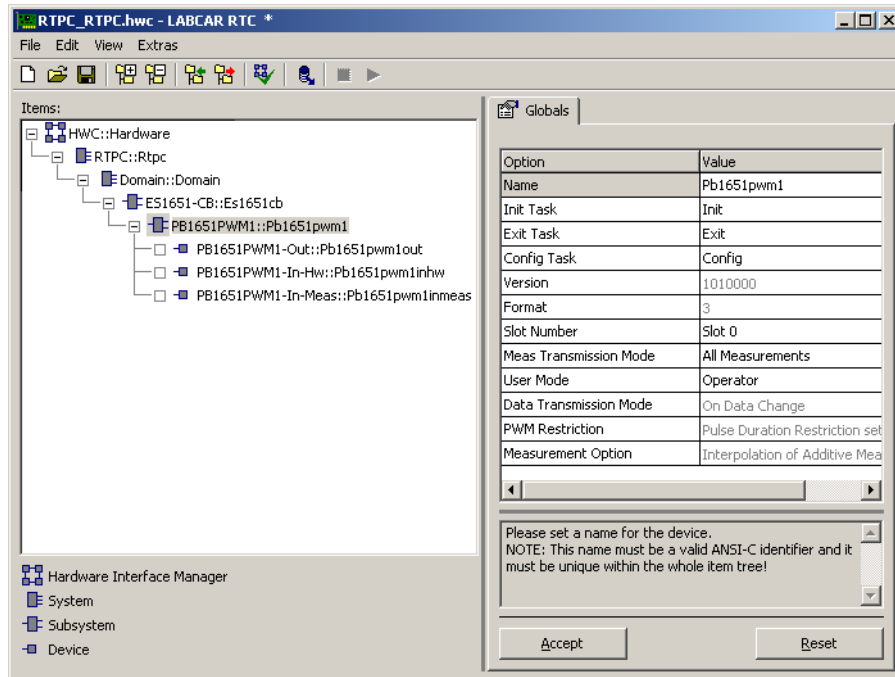 RTPC_RTPC.hwc - LABCAR RTC *
File Edit View Extras
Items:
HWC::Hardware
RTPC::Rtpc
Domain::Domain
ES1651-CB::Es1651cb
PB1651PWM1::Pb1651pwm1
PB1651PWM1-Out::Pb1651pwm1out
PB1651PWM1-In-Hw::Pb1651pwm1inhw
PB1651PWM1-In-Meas::Pb1651pwm1inmeas
Hardware Interface Manager
System
Subsystem
Device
Globals
Option Value
Name Pb1651pwm1
Init Task Init
Exit Task Exit
Config Task Config
Version 1010000
Format 3
Slot Number Slot 0
Meas Transmission Mode All Measurements
User Mode Operator
Data Transmission Mode On Data Change
PWM Restriction Pulse Duration Restriction set
Measurement Option Interpolation of Additive Mea
Please set a name for the device.
NOTE: This name must be a valid ANSI-C identifier and it
must be unique within the whole item tree!
Accept Reset